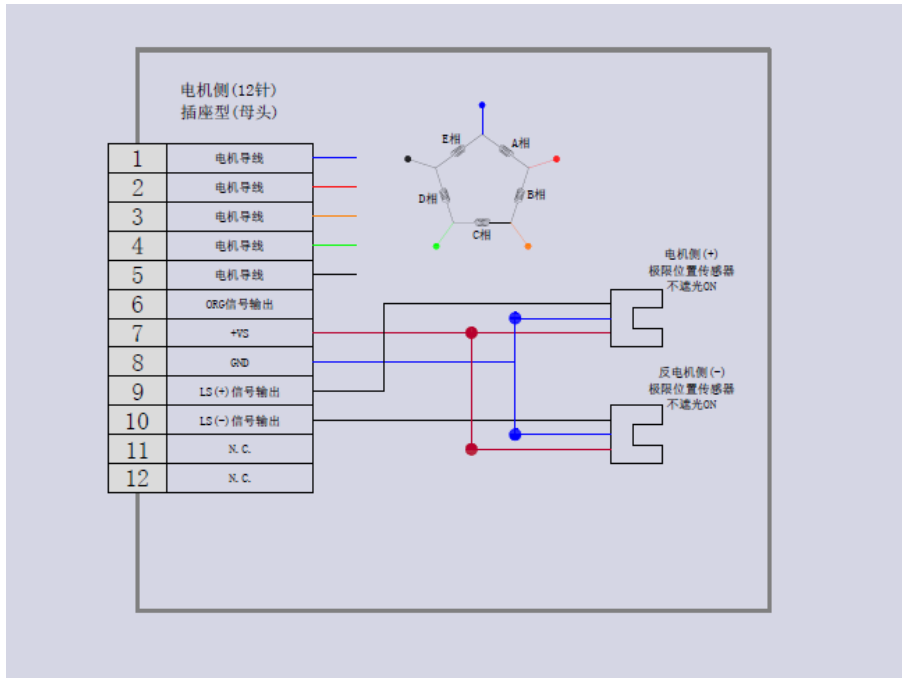 电机侧(12针)
插座型(母头)
1 电机导线
2 电机导线
3 电机导线
4 电机导线
5 电机导线
6 ORG信号输出
7 +VS
8 GND
9 LS(+)信号输出
10 LS(-)信号输出
11 N.C.
12 N.C.
E相
A相
D相
B相
C相
电机侧(+)
极限位置传感器
不遮光ON
反电机侧(-)
极限位置传感器
不遮光ON